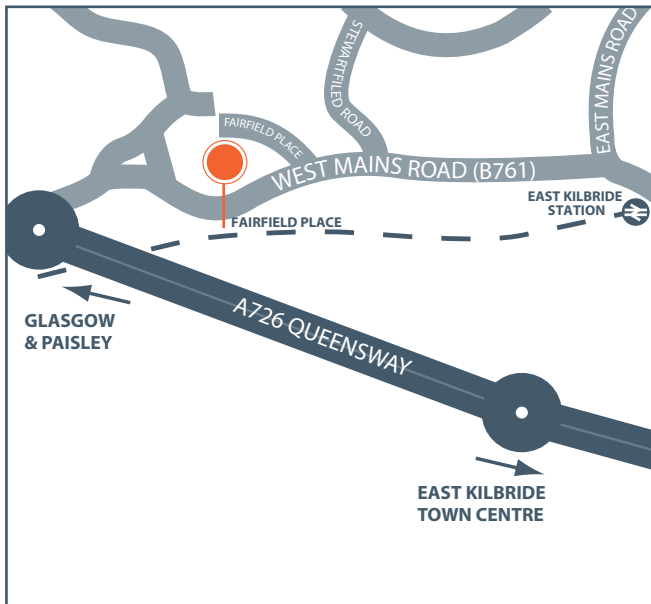 STEWARTFILED ROAD
EAST MAINS ROAD
FAIRFIELD PLACE
WEST MAINS ROAD (B761)
EAST KILBRIDE
STATION
FAIRFIELD PLACE
GLASGOW
& PAISLEY
A726 QUEENSWAY
EAST KILBRIDE
TOWN CENTRE